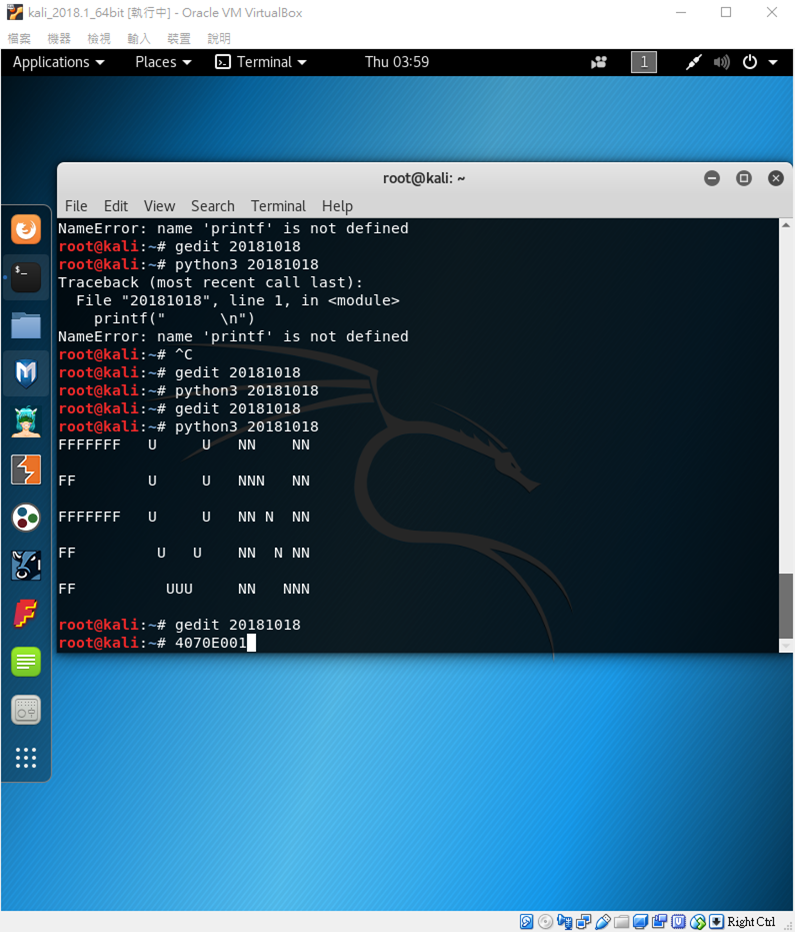 kali_2018.1_64bit [執行中] - Oracle VM VirtualBox
檔案 機器 檢視 輸入 裝置 說明
Applications Places Terminal Thu 03:59 1
root@kali: ~
File Edit View Search Terminal Help
NameError: name 'printf' is not defined
root@kali:~# gedit 20181018
root@kali:~# python3 20181018
Traceback (most recent call last):
  File "20181018", line 1, in <module>
    printf("      \n")
NameError: name 'printf' is not defined
root@kali:~# ^C
root@kali:~# gedit 20181018
root@kali:~# python3 20181018
root@kali:~# gedit 20181018
root@kali:~# python3 20181018
FFFFFFF   U     U   NN    NN
FF        U     U   NNN   NN
FFFFFFF   U     U   NN N  NN
FF         U   U    NN  N NN
FF          UUU     NN   NNN
root@kali:~# gedit 20181018
root@kali:~# 4070E001
Right Ctrl